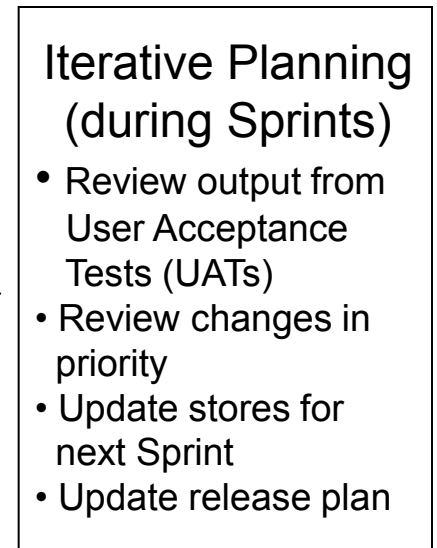 Iterative Planning
(during Sprints)
• Review output from
User Acceptance
Tests (UATs)
• Review changes in
priority
• Update stores for
next Sprint
• Update release plan